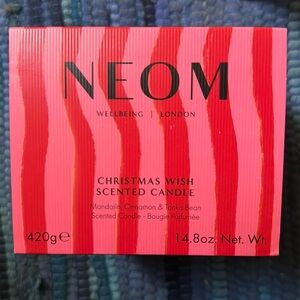 NEOM
WELLBEING | LONDON
CHRISTMAS WISH
SCENTED CANDLE
Mandarin, Cinnamon & Tonka Bean
Scented Candle - Bougie Parfumée
420g℮ 14.8oz. Net. Wt